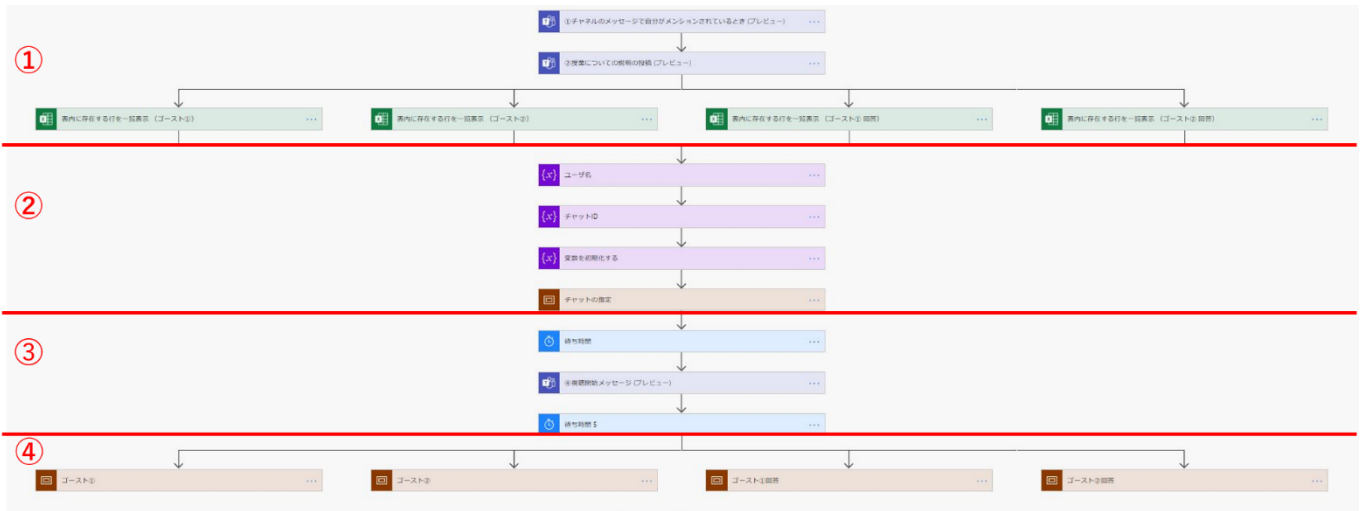 ①
①チャネルのメッセージで自分がメンションされているとき (プレビュー)
②授業についての説明の投稿 (プレビュー)
表内に存在する行を一覧表示 (ゴースト①)
表内に存在する行を一覧表示 (ゴースト②)
表内に存在する行を一覧表示 (ゴースト① 回答)
表内に存在する行を一覧表示 (ゴースト② 回答)
②
{x} ユーザ名
{x} チャットID
{x} 変数を初期化する
チャットの指定
③
待ち時間
④視聴開始メッセージ (プレビュー)
待ち時間 5
④
ゴースト①
ゴースト②
ゴースト①回答
ゴースト②回答